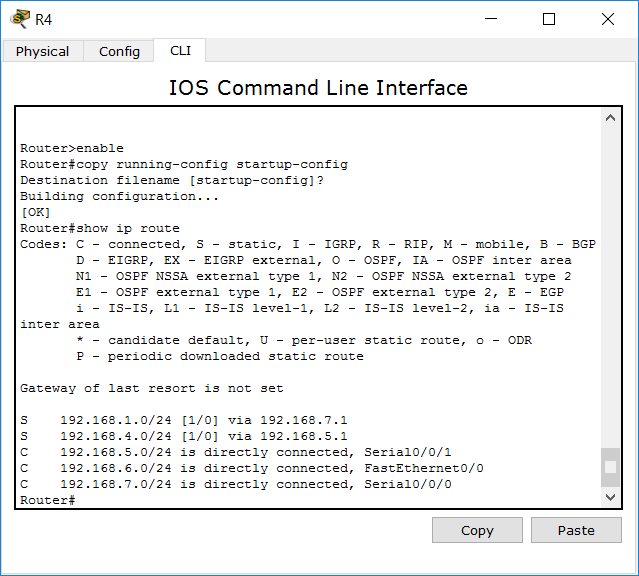 R4
Physical Config CLI
IOS Command Line Interface
Router>enable
Router#copy running-config startup-config
Destination filename [startup-config]?
Building configuration...
[OK]
Router#show ip route
Codes: C - connected, S - static, I - IGRP, R - RIP, M - mobile, B - BGP
       D - EIGRP, EX - EIGRP external, O - OSPF, IA - OSPF inter area
       N1 - OSPF NSSA external type 1, N2 - OSPF NSSA external type 2
       E1 - OSPF external type 1, E2 - OSPF external type 2, E - EGP
       i - IS-IS, L1 - IS-IS level-1, L2 - IS-IS level-2, ia - IS-IS
inter area
       * - candidate default, U - per-user static route, o - ODR
       P - periodic downloaded static route
Gateway of last resort is not set
S    192.168.1.0/24 [1/0] via 192.168.7.1
S    192.168.4.0/24 [1/0] via 192.168.5.1
C    192.168.5.0/24 is directly connected, Serial0/0/1
C    192.168.6.0/24 is directly connected, FastEthernet0/0
C    192.168.7.0/24 is directly connected, Serial0/0/0
Router#
Copy Paste